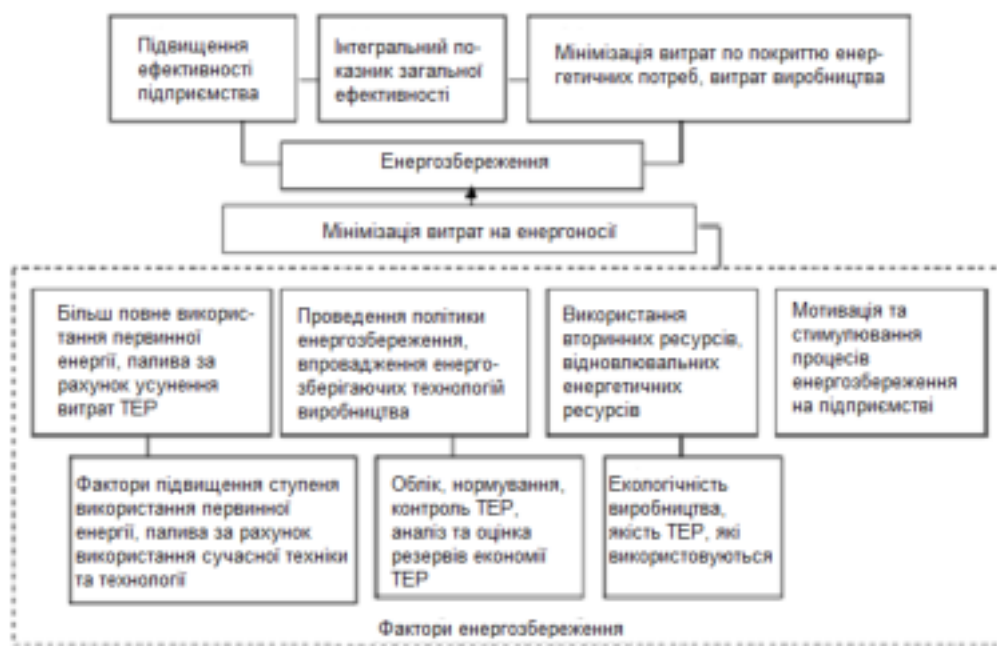 Підвищення
ефективності
підприємства
Інтегральний по-
казник загальної
ефективності
Мінімізація витрат по покриттю енер-
гетичних потреб, витрат виробництва
Енергозбереження
Мінімізація витрат на енергоносії
Більш повне викорис-
тання первинної
енергії, палива за
рахунок усунення
витрат ТЕР
Проведення політики
енергозбереження,
впровадження енерго-
зберігаючих технологій
виробництва
Використання
вторинних ресурсів,
відновлювальних
енергетичних
ресурсів
Мотивація та
стимулювання
процесів
енергозбереження
на підприємстві
Фактори підвищення ступеня
використання первинної
енергії, палива за рахунок
використання сучасної техніки
та технології
Облік, нормування,
контроль ТЕР,
аналіз та оцінка
резервів економії
ТЕР
Екологічність
виробництва,
якість ТЕР, які
використовуються
Фактори енергозбереження